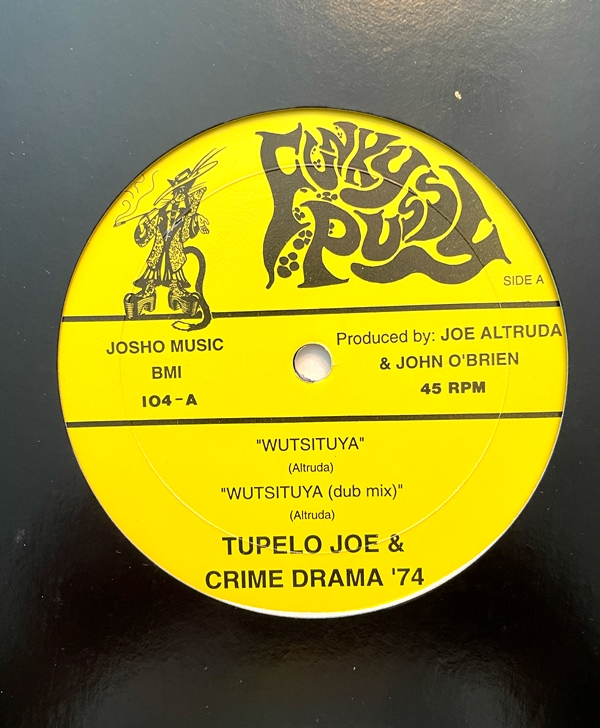 FUNKY
PUSSY
SIDE A
JOSHO MUSIC
BMI
104-A
Produced by: JOE ALTRUDA
& JOHN O'BRIEN
45 RPM
"WUTSITUYA"
(Altruda)
"WUTSITUYA (dub mix)"
(Altruda)
TUPELO JOE &
CRIME DRAMA '74